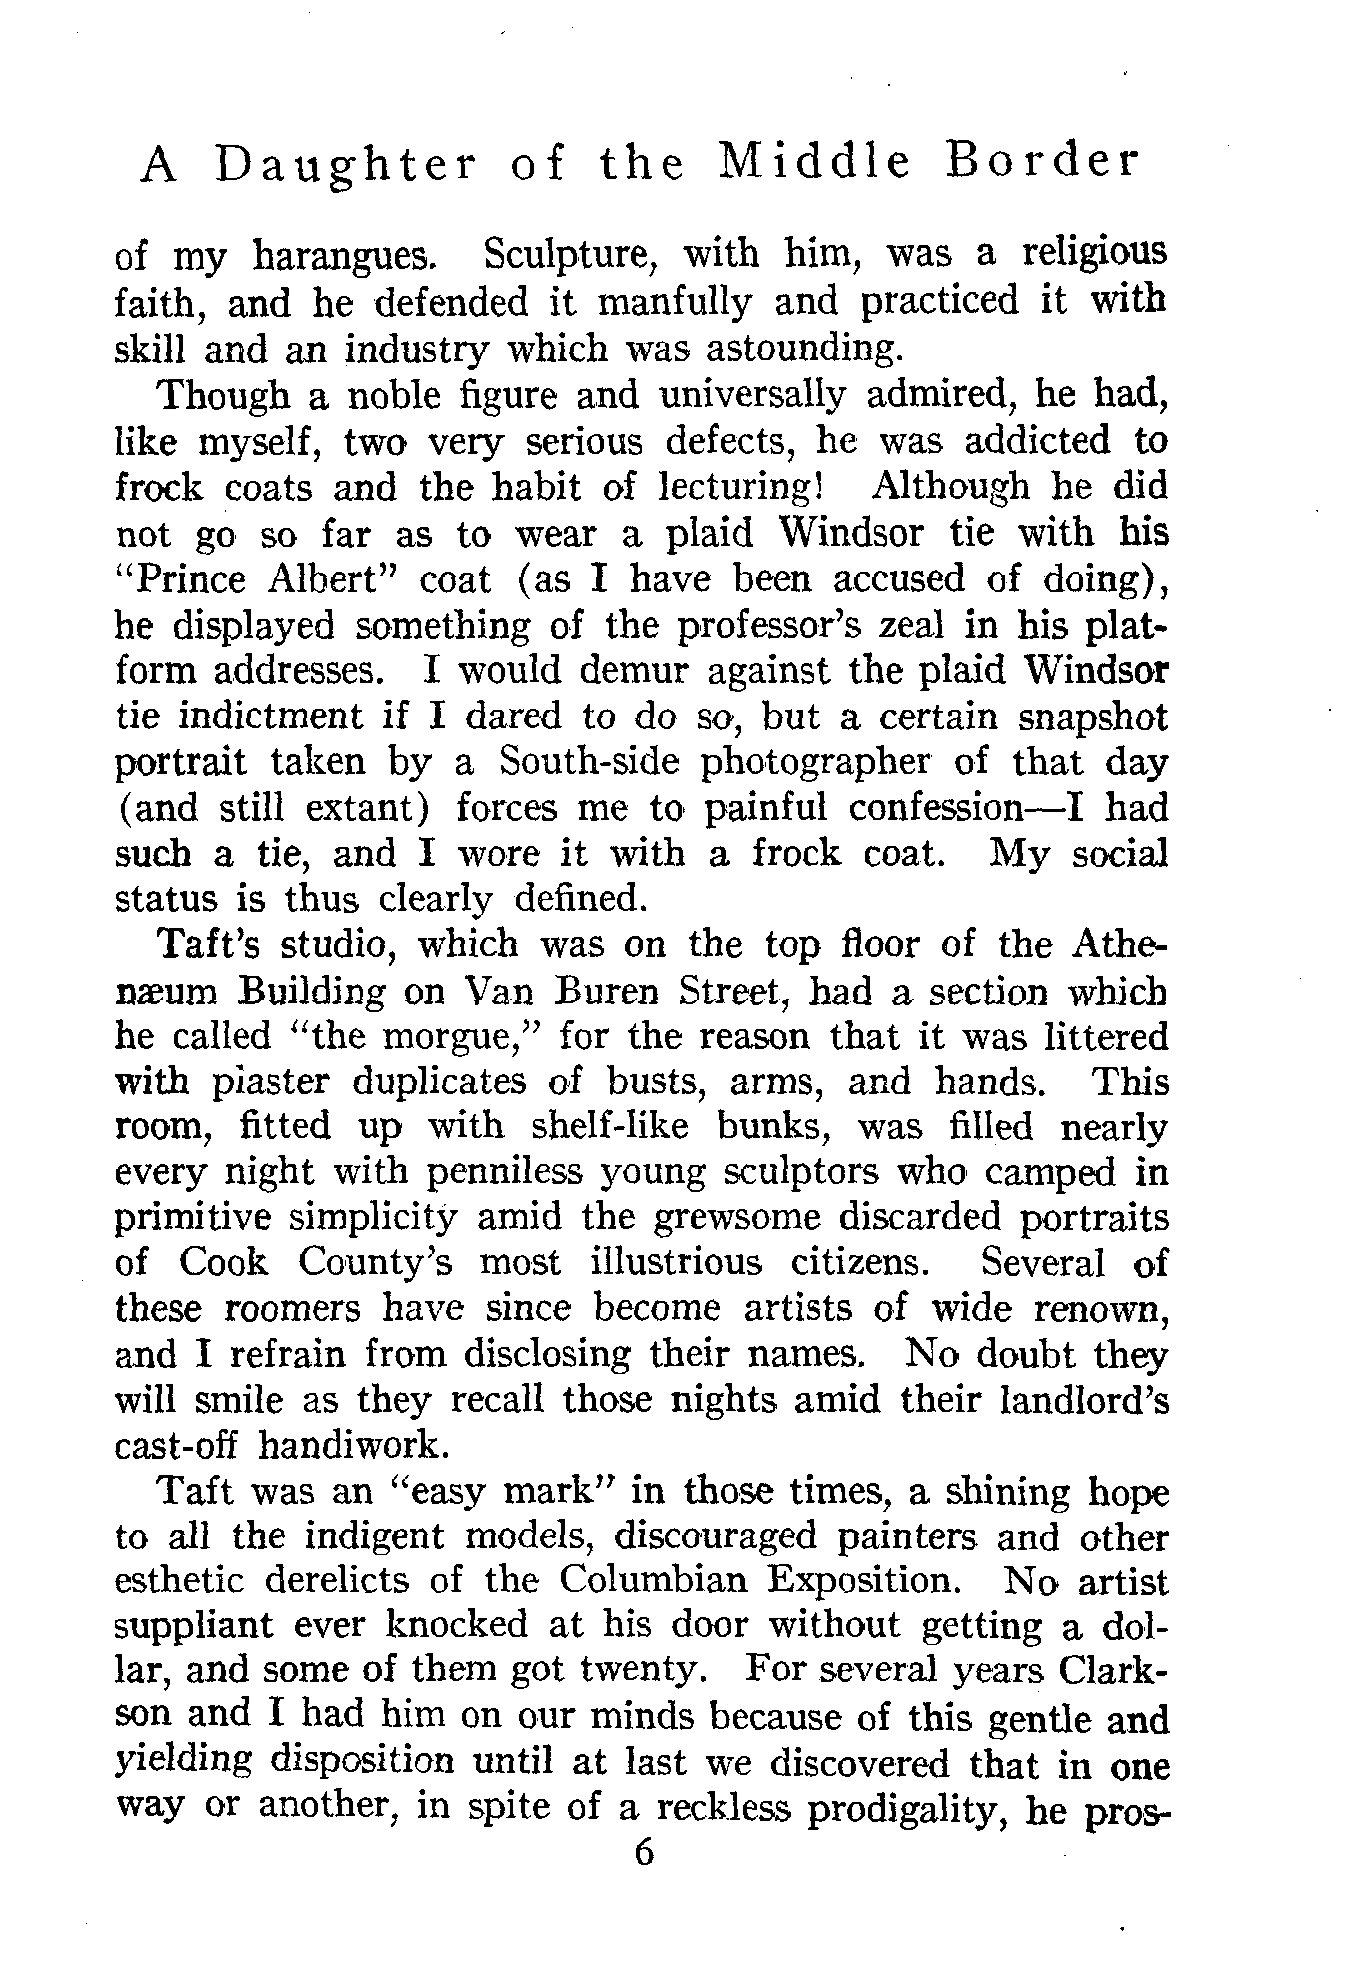 A Daughter of the Middle Border
of my harangues. Sculpture, with him, was a religious
faith, and he defended it manfully and practiced it with
skill and an industry which was astounding.
Though a noble figure and universally admired, he had,
like myself, two very serious defects, he was addicted to
frock coats and the habit of lecturing! Although he did
not go so far as to wear a plaid Windsor tie with his
“Prince Albert” coat (as I have been accused of doing),
he displayed something of the professor’s zeal in his plat-
form addresses. I would demur against the plaid Windsor
tie indictment if I dared to do so, but a certain snapshot
portrait taken by a South-side photographer of that day
(and still extant) forces me to painful confession—I had
such a tie, and I wore it with a frock coat. My social
status is thus clearly defined.
Taft’s studio, which was on the top floor of the Athe-
næum Building on Van Buren Street, had a section which
he called “the morgue,” for the reason that it was littered
with plaster duplicates of busts, arms, and hands. This
room, fitted up with shelf-like bunks, was filled nearly
every night with penniless young sculptors who camped in
primitive simplicity amid the grewsome discarded portraits
of Cook County’s most illustrious citizens. Several of
these roomers have since become artists of wide renown,
and I refrain from disclosing their names. No doubt they
will smile as they recall those nights amid their landlord’s
cast-off handiwork.
Taft was an “easy mark” in those times, a shining hope
to all the indigent models, discouraged painters and other
esthetic derelicts of the Columbian Exposition. No artist
suppliant ever knocked at his door without getting a dol-
lar, and some of them got twenty. For several years Clark-
son and I had him on our minds because of this gentle and
yielding disposition until at last we discovered that in one
way or another, in spite of a reckless prodigality, he pros-
6